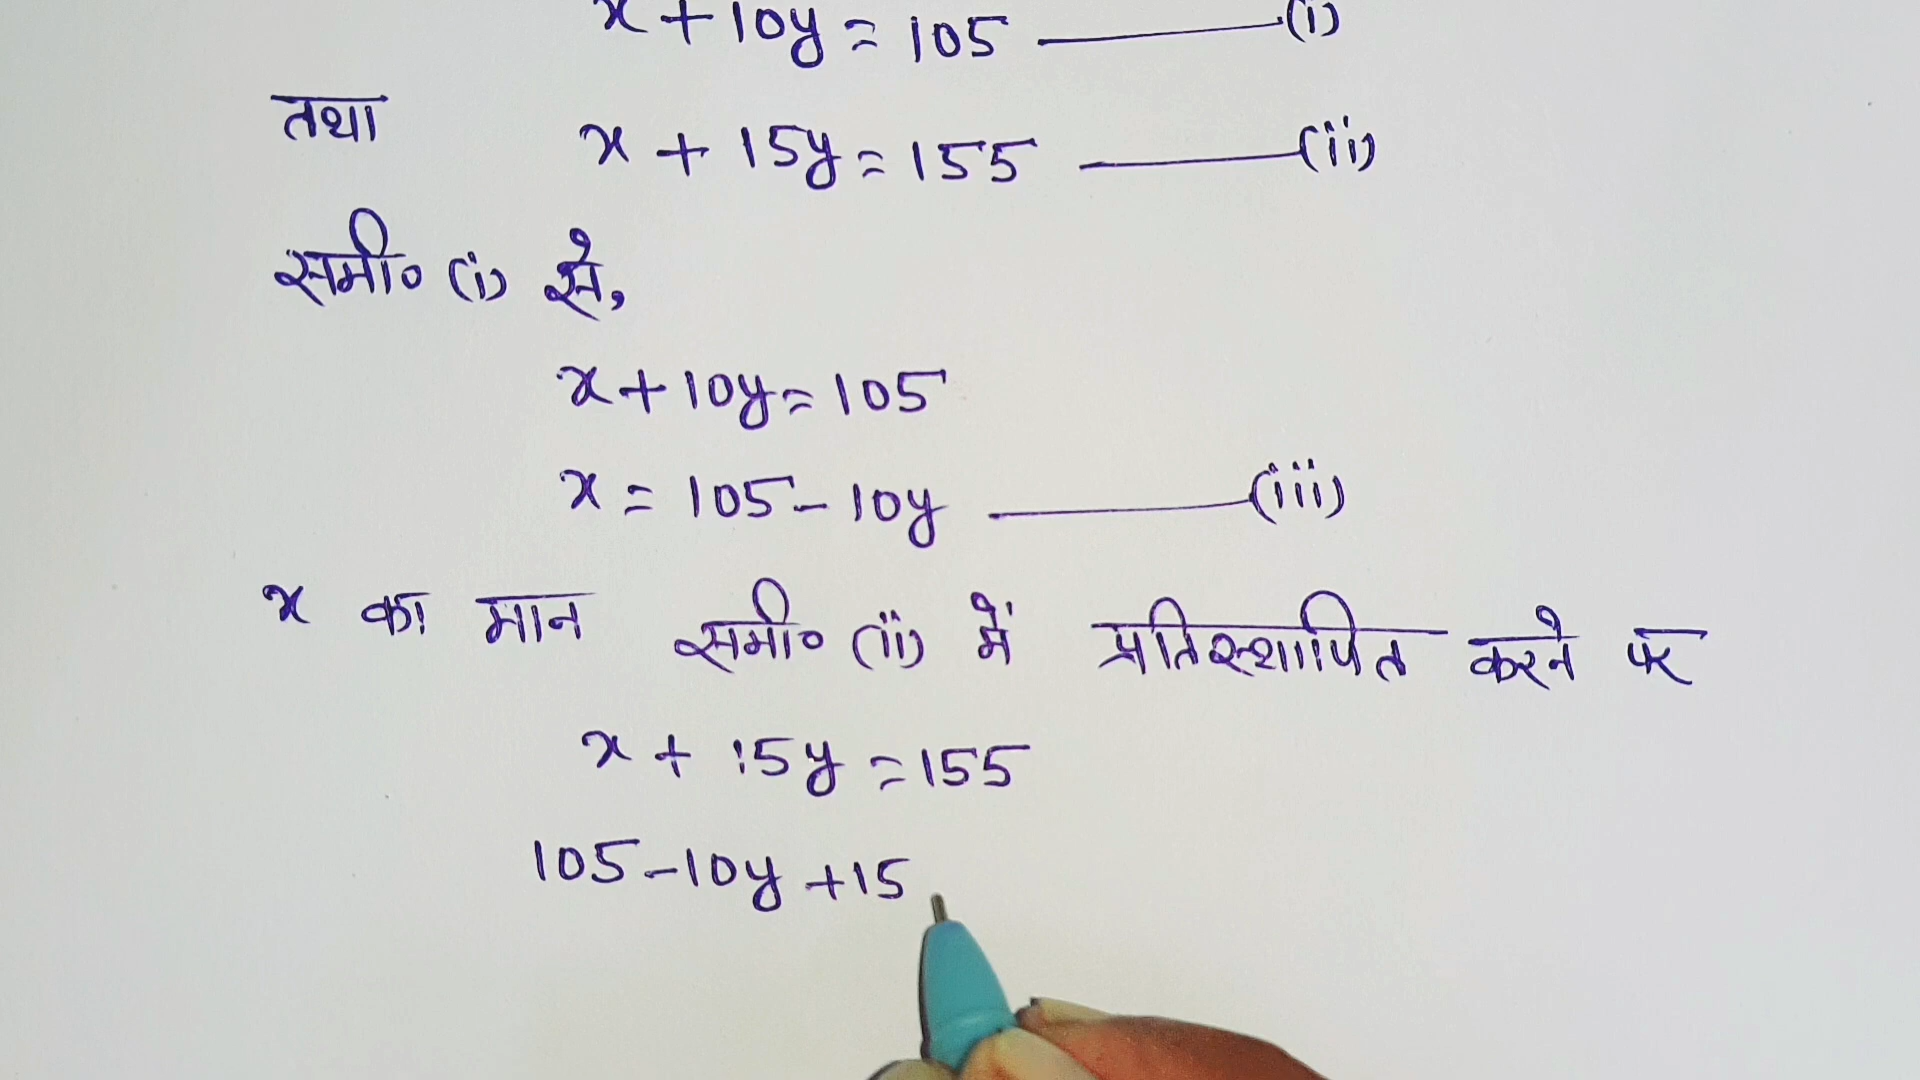 x + 10y = 105 ——— (i)
तथा x + 15y = 155 ——— (ii)
समी० (i) से,
x + 10y = 105
x = 105 - 10y ——— (iii)
x का मान समी० (ii) में प्रतिस्थापित करने पर
x + 15y = 155
105 - 10y + 15